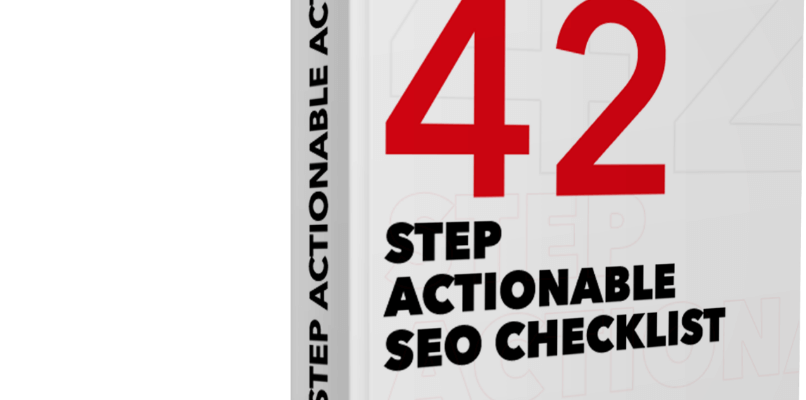 STEP ACTIONABLE AC
42
STEP
ACTIONABLE
SEO CHECKLIST